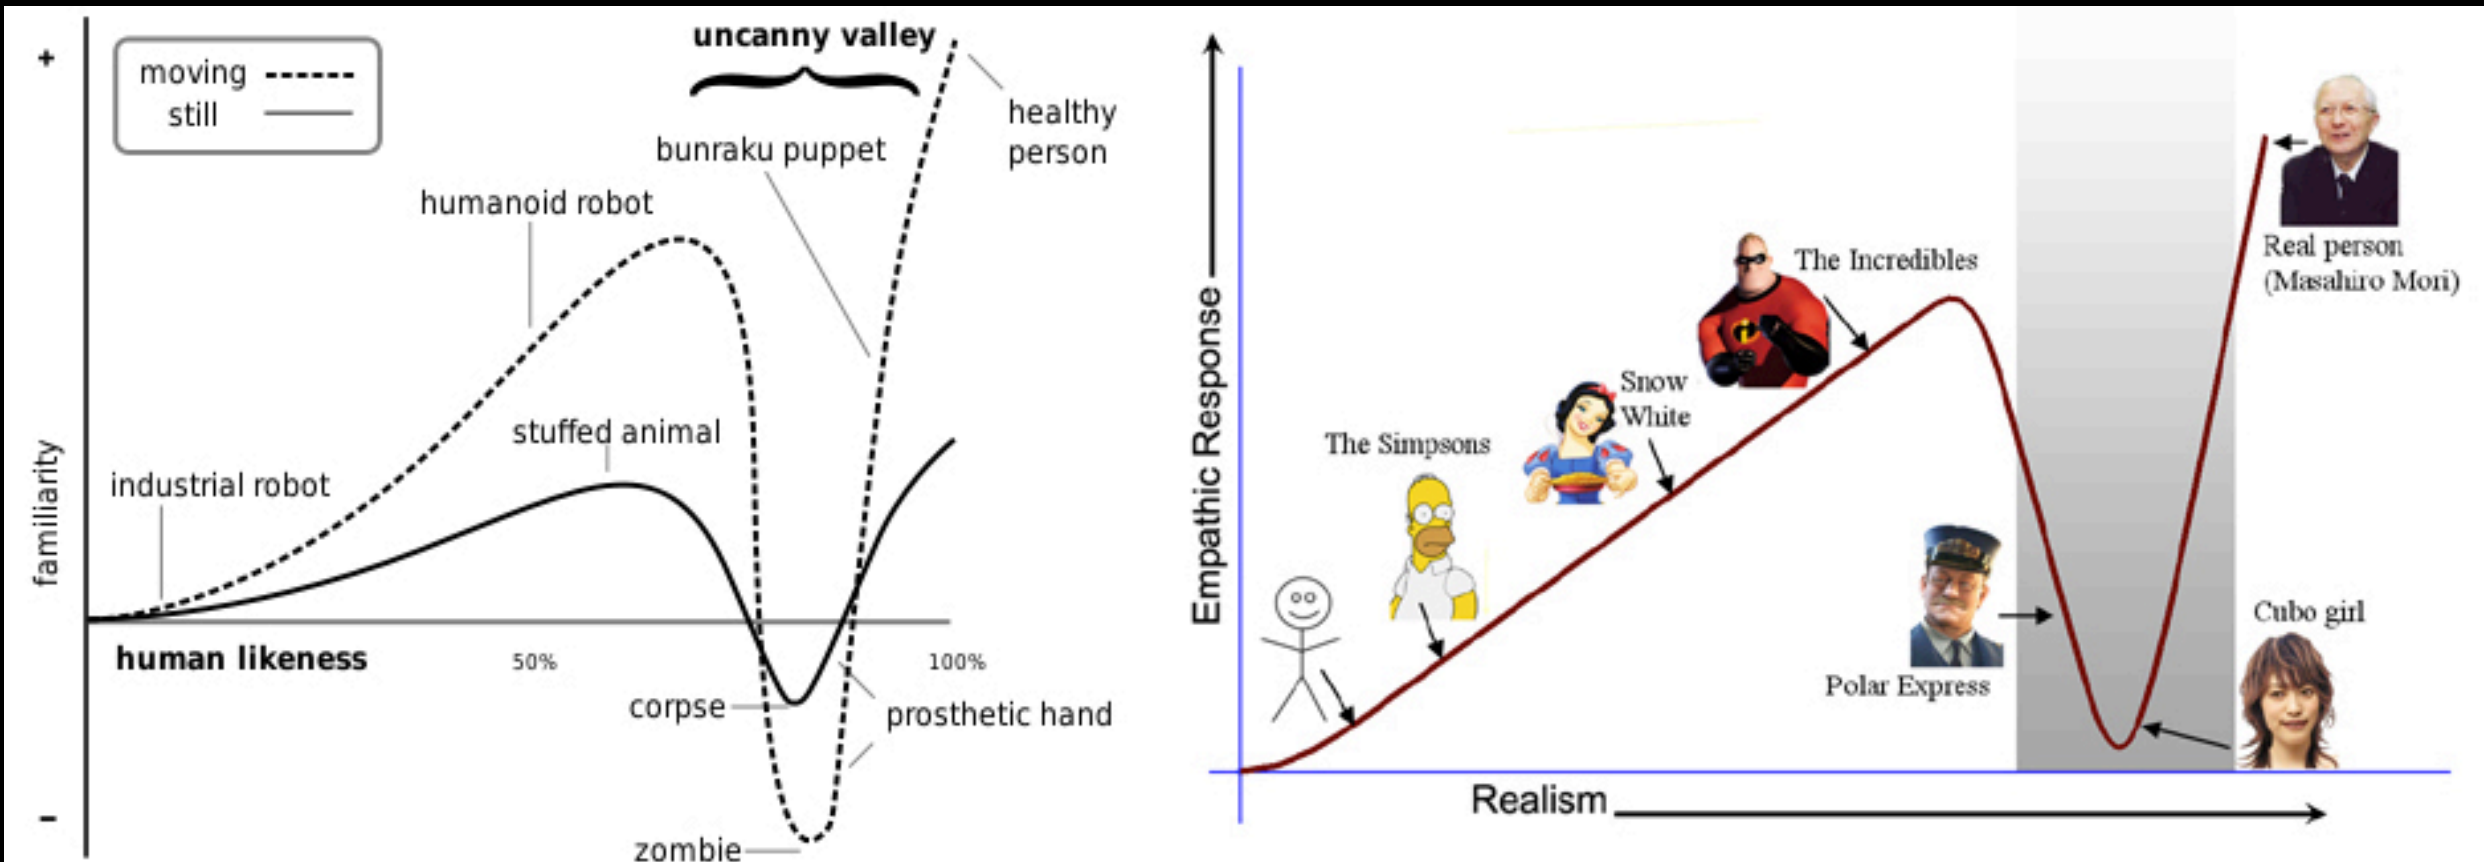 +
moving
still
uncanny valley
healthy
person
bunraku puppet
humanoid robot
stuffed animal
industrial robot
familiarity
human likeness
50%
100%
corpse
prosthetic hand
zombie
–
Empathic Response
Real person
(Masahiro Mori)
The Incredibles
Snow
White
The Simpsons
Cubo girl
Polar Express
Realism